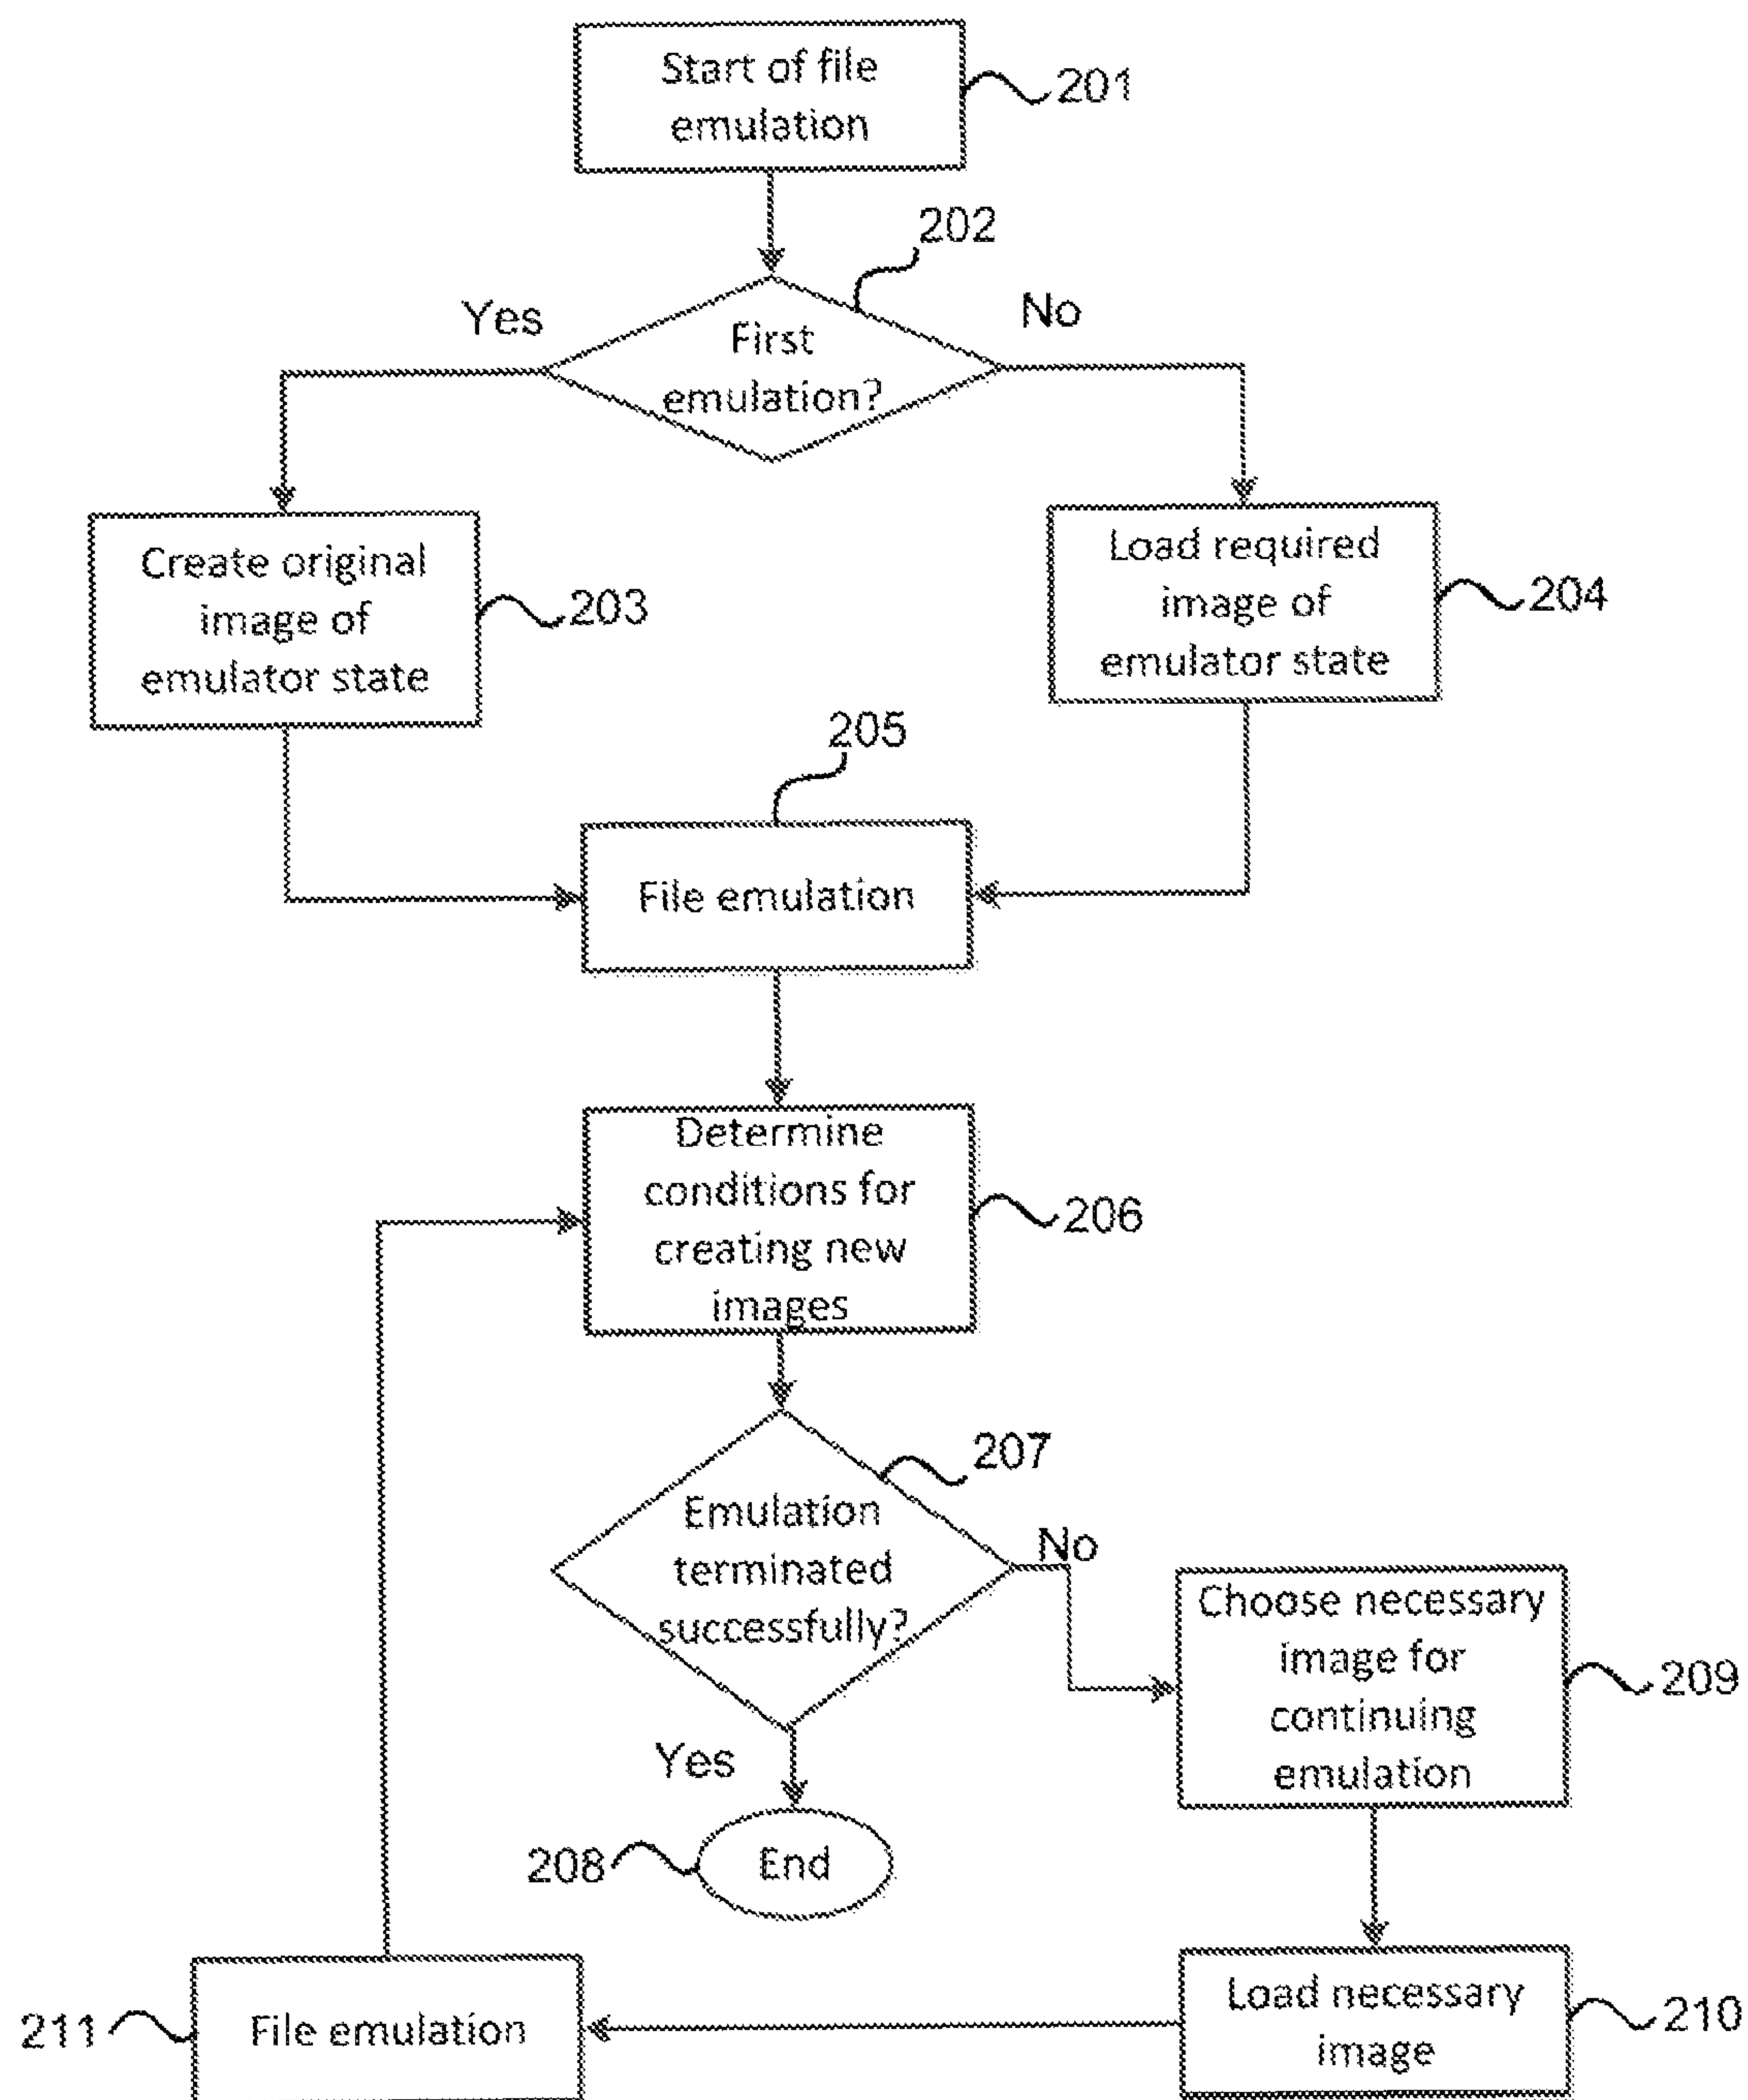 Start of file
emulation
201
202
Yes
No
First
emulation?
Create original
image of
emulator state
203
Load required
image of
emulator state
204
205
File emulation
Determine
conditions for
creating new
images
206
207
Emulation
terminated
successfully?
No
Yes
Choose necessary
image for
continuing
emulation
209
208
End
211
File emulation
Load necessary
image
210